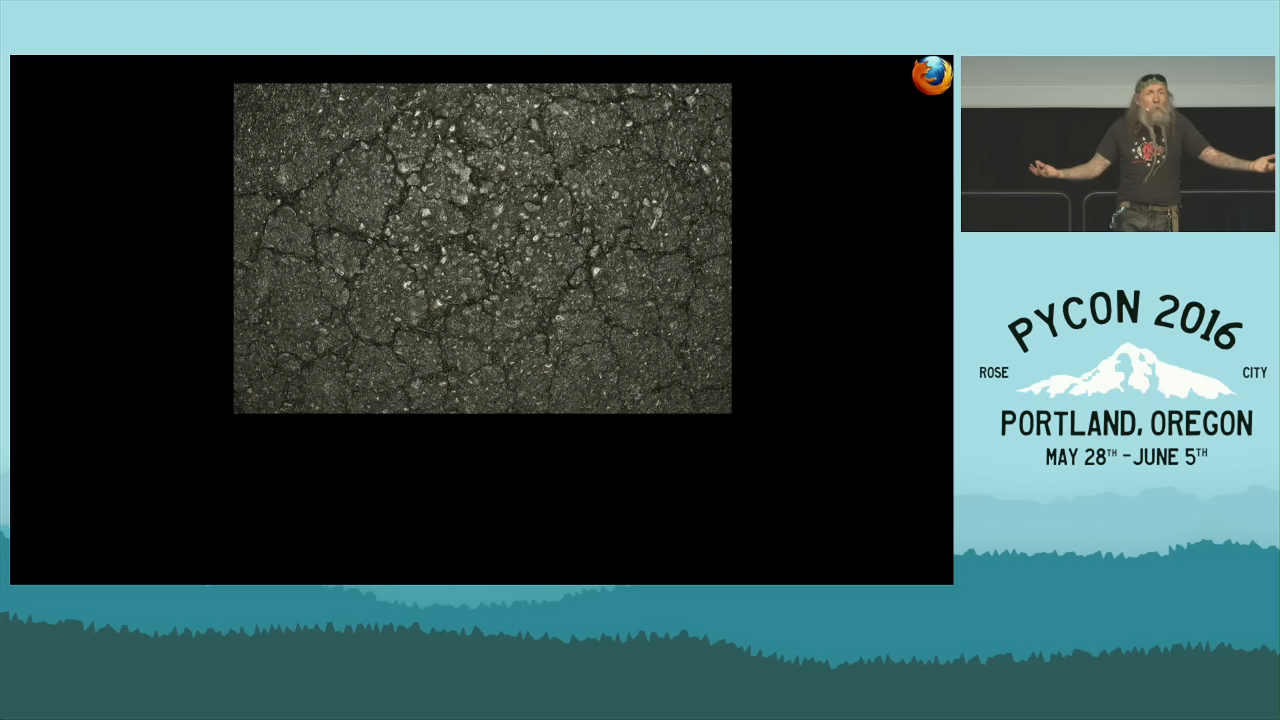 PYCON 2016
ROSE CITY
PORTLAND, OREGON
MAY 28TH - JUNE 5TH